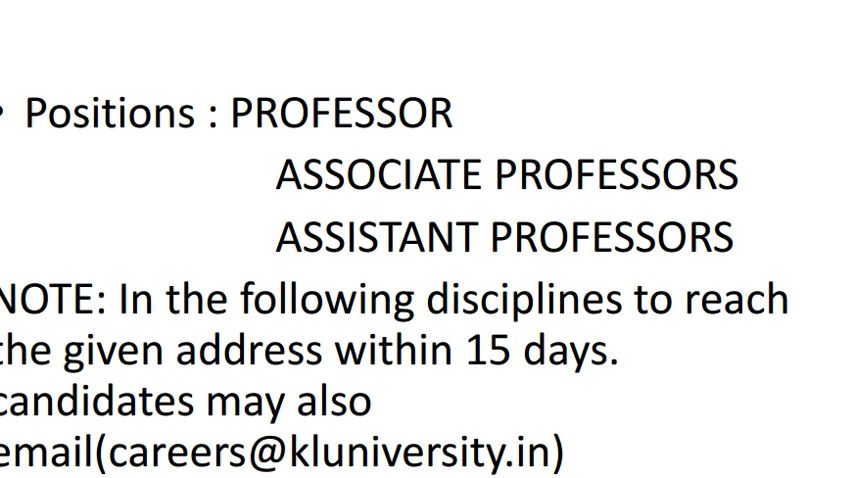 • Positions : PROFESSOR
ASSOCIATE PROFESSORS
ASSISTANT PROFESSORS
NOTE: In the following disciplines to reach
the given address within 15 days.
candidates may also
email(careers@kluniversity.in)